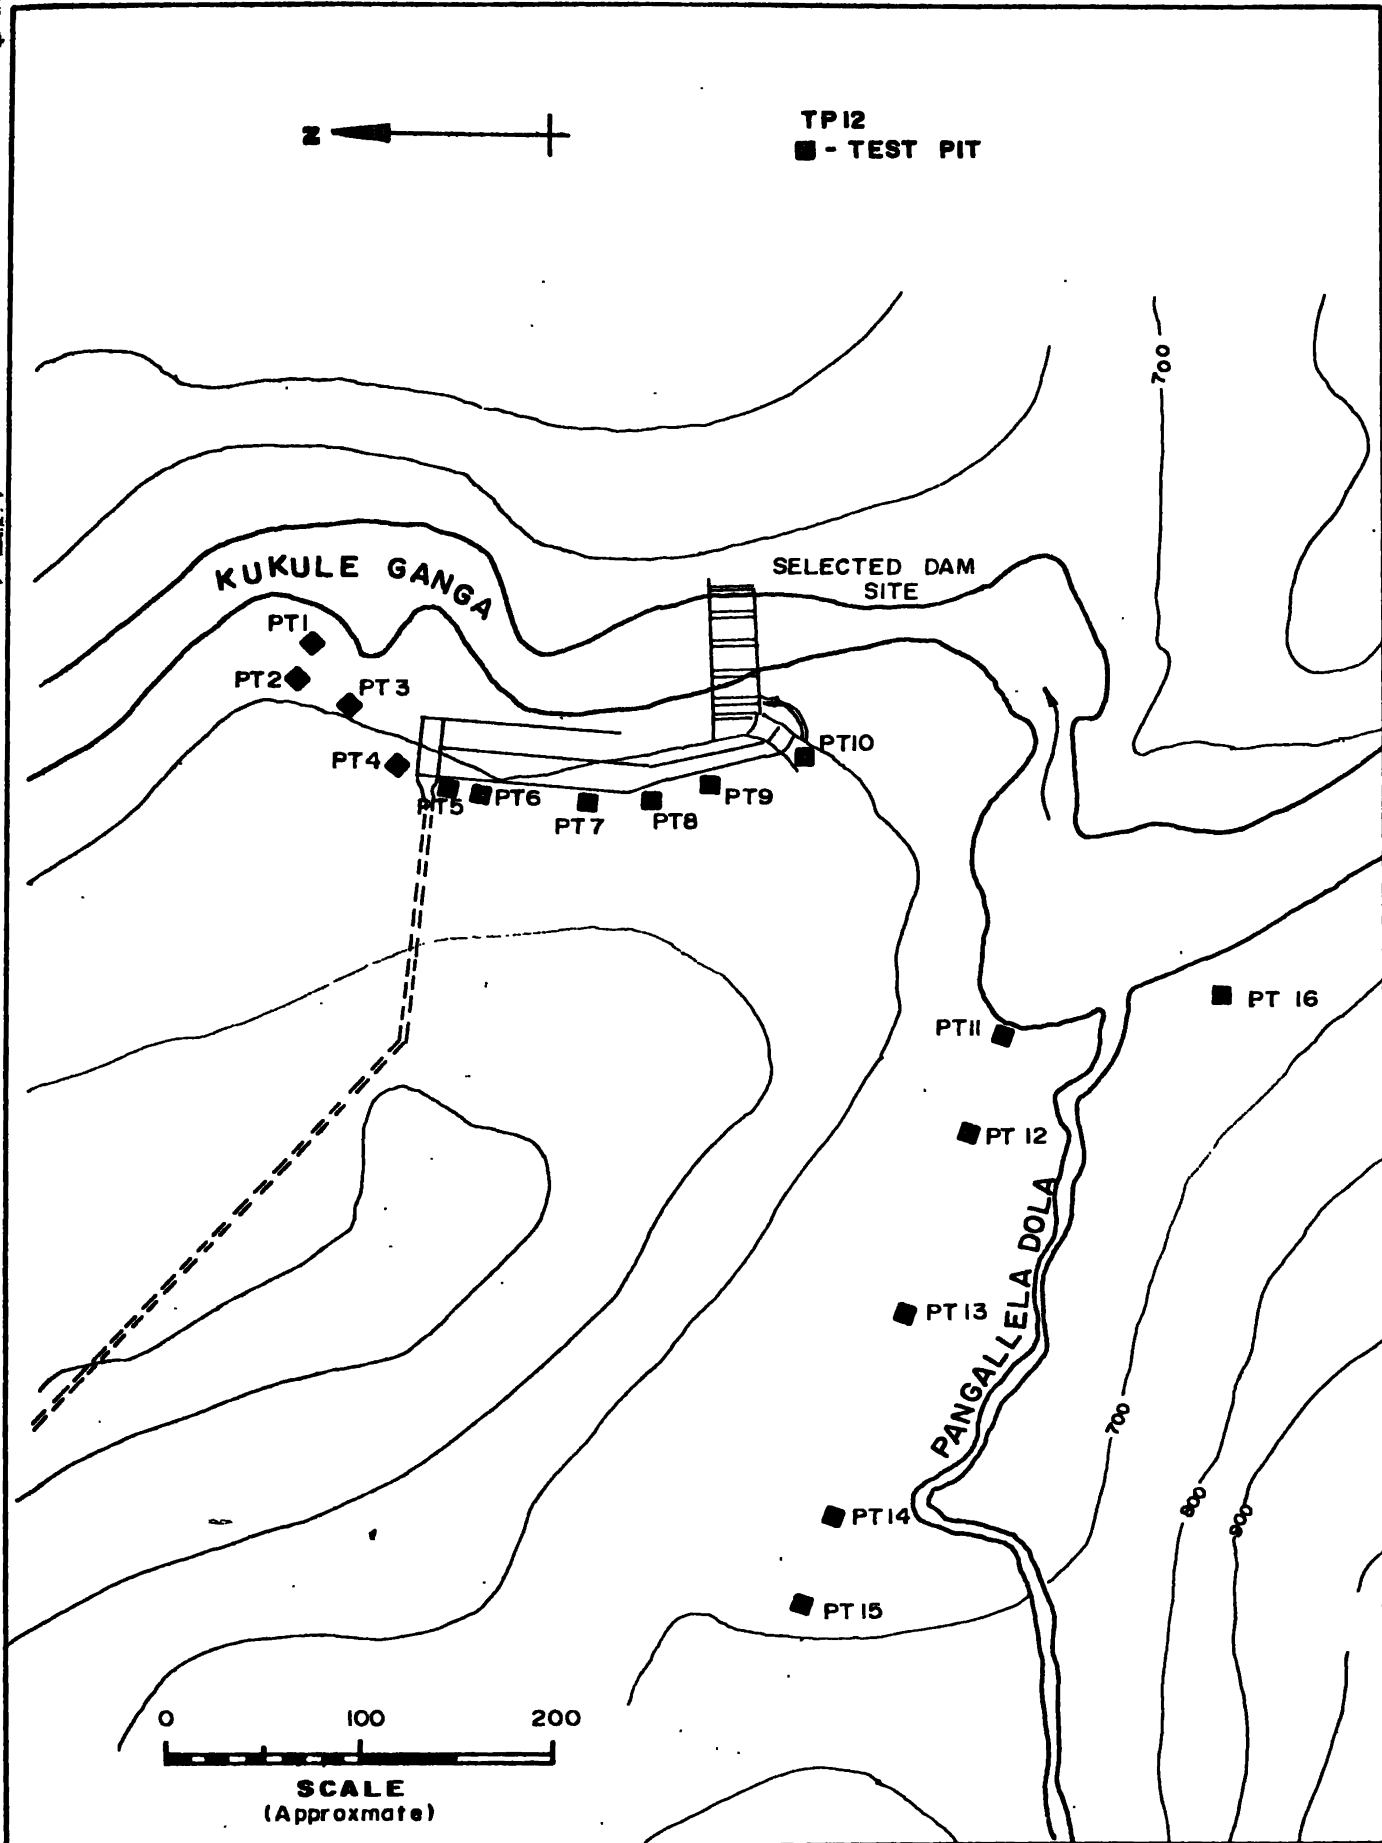 TP12
Z
■ - TEST PIT
700
KUKULE GANGA
SELECTED DAM
SITE
PT1
PT2
PT3
PT4
PT5
PT6
PT7
PT8
PT9
PT10
PT11
PT 16
PT 12
PANGALLELA DOLA
PT 13
700
800
900
PT14
PT 15
0 100 200
SCALE
(Approxmate)